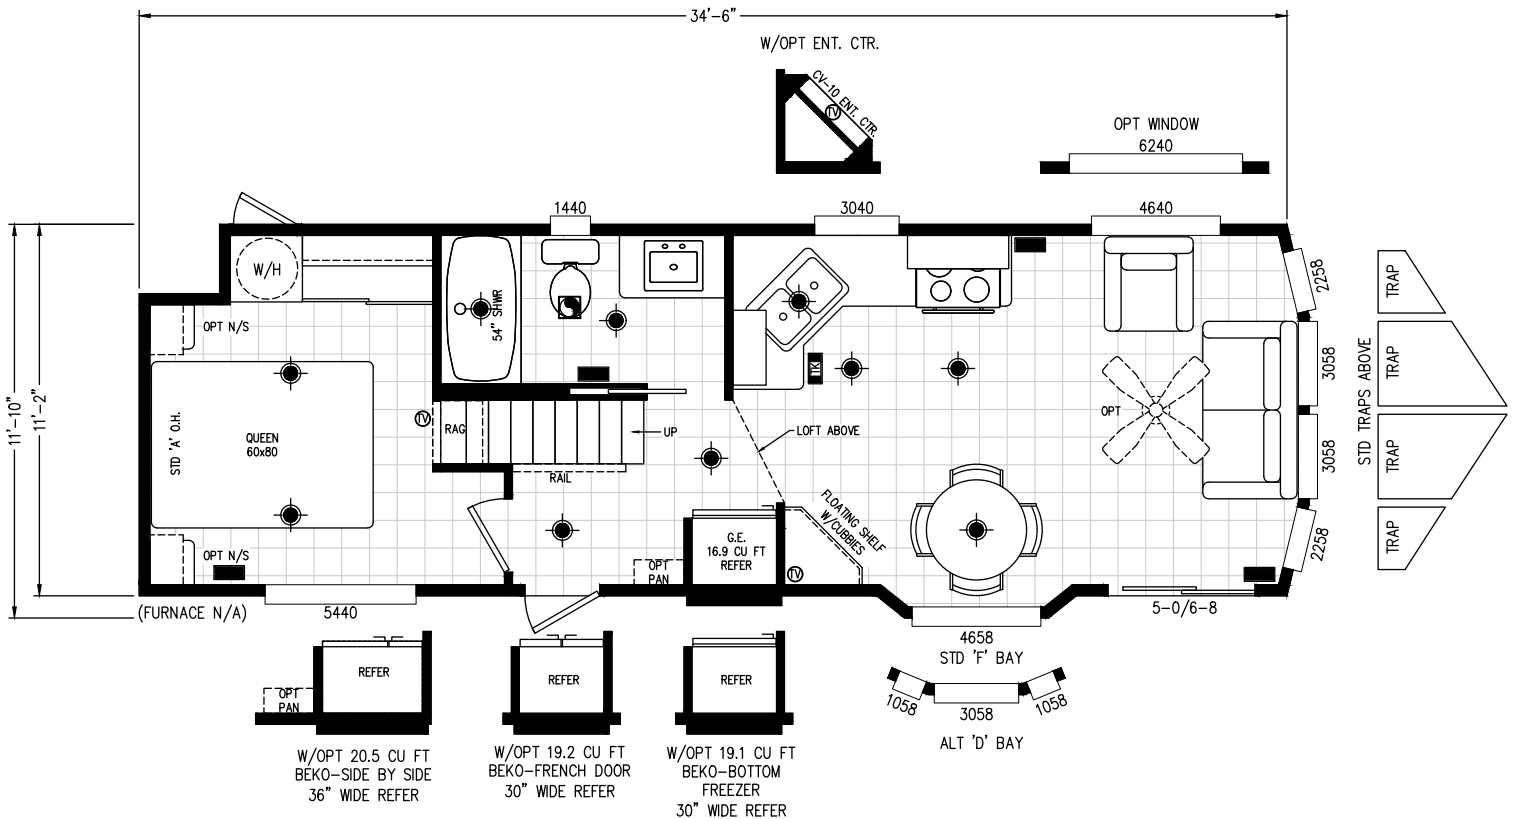 34'-6"
W/OPT ENT. CTR.
CV-10 ENT. CTR.
TV
OPT WINDOW
6240
1440
3040
4640
W/H
54" SHWR
2258
TRAP
OPT N/S
3058
TRAP
STD TRAPS ABOVE
TK
11'-10"
11'-2"
STD 'A' O.H.
QUEEN
60x80
TV
RAG
UP
LOFT ABOVE
OPT
3058
TRAP
RAIL
FLOATING SHELF
W/CUBBIES
G.E.
16.9 CU FT
REFER
OPT
PAN
TV
OPT N/S
2258
TRAP
(FURNACE N/A)
5440
5-0/6-8
4658
STD 'F' BAY
REFER
OPT
PAN
REFER
REFER
1058
3058
1058
ALT 'D' BAY
W/OPT 20.5 CU FT
BEKO-SIDE BY SIDE
36" WIDE REFER
W/OPT 19.2 CU FT
BEKO-FRENCH DOOR
30" WIDE REFER
W/OPT 19.1 CU FT
BEKO-BOTTOM
FREEZER
30" WIDE REFER